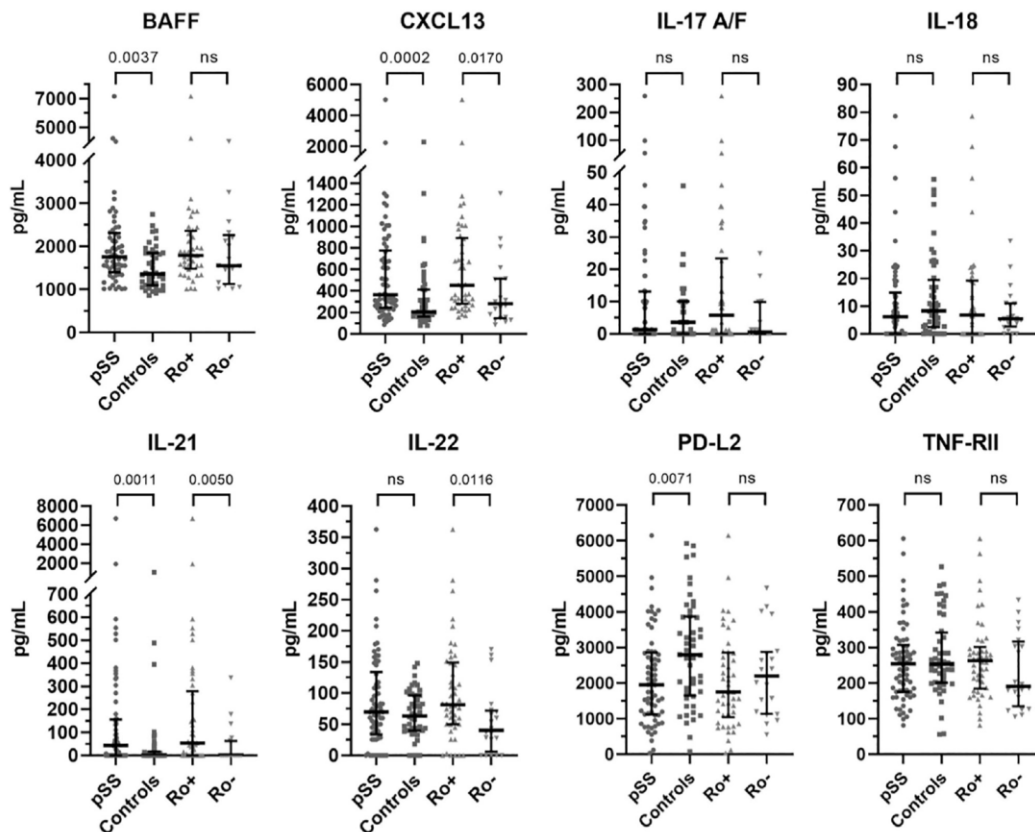 BAFF
0.0037 ns
7000
6000
5000
4000
4000
3000
2000
1000
0
pg/mL
pSS
Controls
Ro+
Ro-
CXCL13
0.0002 0.0170
6000
5000
4000
3000
2000
1400
1200
1000
800
600
400
200
0
pg/mL
pSS
Controls
Ro+
Ro-
IL-17 A/F
ns ns
300
200
100
50
50
40
30
20
10
0
pg/mL
pSS
Controls
Ro+
Ro-
IL-18
ns ns
90
80
70
60
50
40
30
20
10
0
pg/mL
pSS
Controls
Ro+
Ro-
IL-21
0.0011 0.0050
8000
7000
6000
5000
4000
3000
2000
700
600
500
400
300
200
100
0
pg/mL
pSS
Controls
Ro+
Ro-
IL-22
ns 0.0116
400
350
300
250
200
150
100
50
0
pg/mL
pSS
Controls
Ro+
Ro-
PD-L2
0.0071 ns
7000
6000
5000
4000
3000
2000
1000
0
pg/mL
pSS
Controls
Ro+
Ro-
TNF-RII
ns ns
700
600
500
400
300
200
100
0
pg/mL
pSS
Controls
Ro+
Ro-